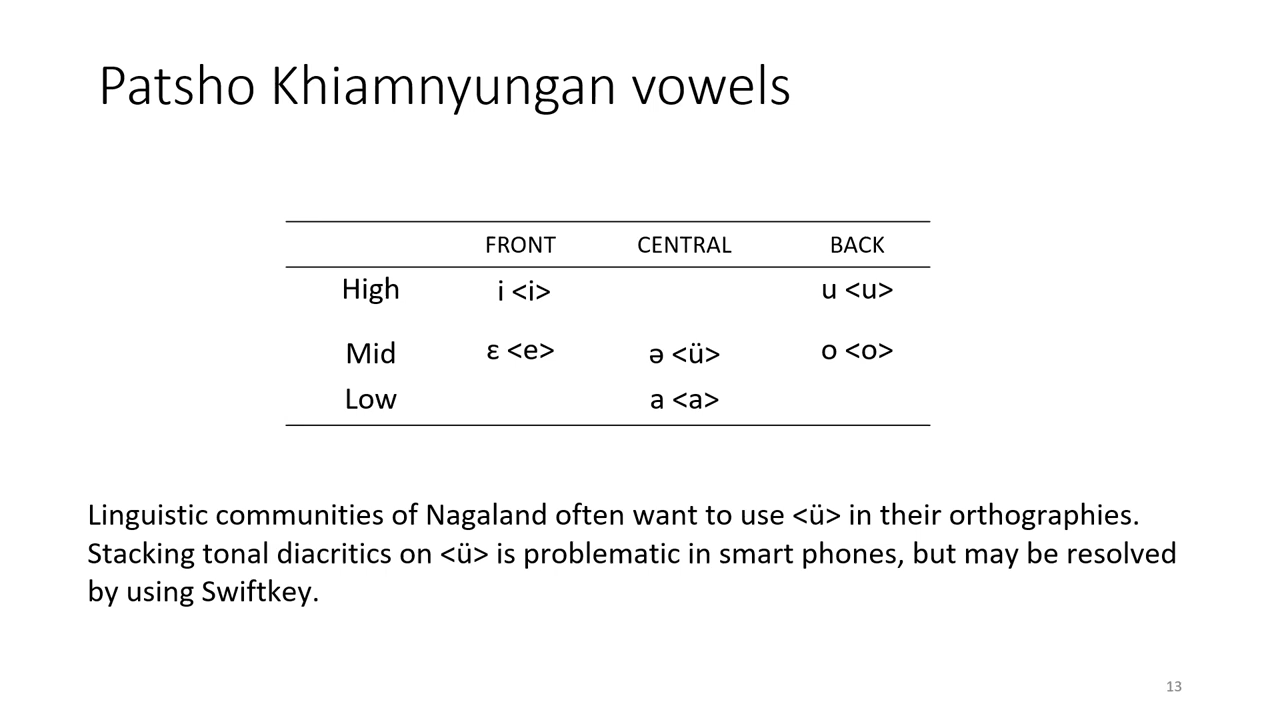 Patsho Khiamnyungan vowels
FRONT CENTRAL BACK
High i <i> u <u>
Mid ɛ <e> ə <ü> o <o>
Low a <a>
Linguistic communities of Nagaland often want to use <ü> in their orthographies.
Stacking tonal diacritics on <ü> is problematic in smart phones, but may be resolved
by using Swiftkey.
13